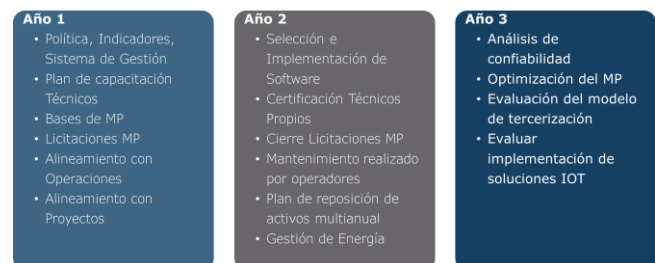 Año 1
• Política, Indicadores,
Sistema de Gestión
• Plan de capacitación
Técnicos
• Bases de MP
• Licitaciones MP
• Alineamiento con
Operaciones
• Alineamiento con
Proyectos
Año 2
• Selección e
Implementación de
Software
• Certificación Técnicos
Propios
• Cierre Licitaciones MP
• Mantenimiento realizado
por operadores
• Plan de reposición de
activos multianual
• Gestión de Energía
Año 3
• Análisis de
confiabilidad
• Optimización del MP
• Evaluación del modelo
de tercerización
• Evaluar
implementación de
soluciones IOT